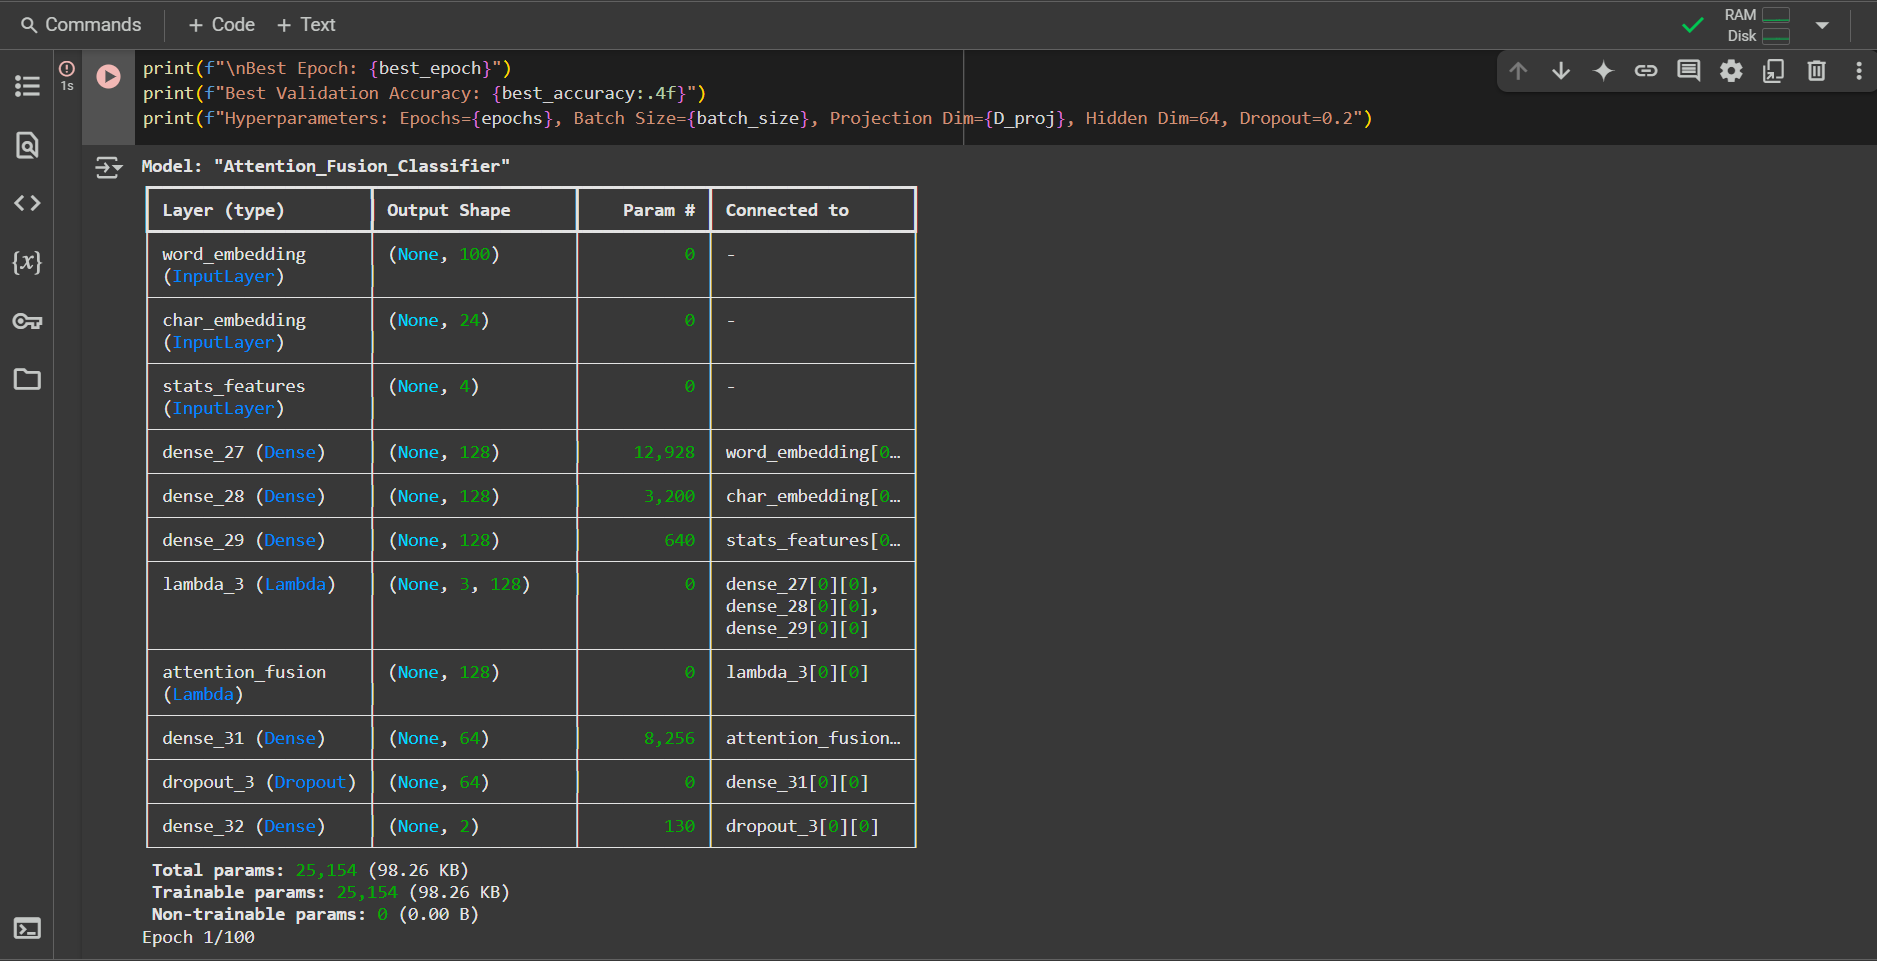 Commands + Code + Text
RAM
Disk
1s
print(f"\nBest Epoch: {best_epoch}")
print(f"Best Validation Accuracy: {best_accuracy:.4f}")
print(f"Hyperparameters: Epochs={epochs}, Batch Size={batch_size}, Projection Dim={D_proj}, Hidden Dim=64, Dropout=0.2")
{x}
Model: "Attention_Fusion_Classifier"
Layer (type) Output Shape Param # Connected to
word_embedding (None, 100) 0 -
(InputLayer)
char_embedding (None, 24) 0 -
(InputLayer)
stats_features (None, 4) 0 -
(InputLayer)
dense_27 (Dense) (None, 128) 12,928 word_embedding[0…
dense_28 (Dense) (None, 128) 3,200 char_embedding[0…
dense_29 (Dense) (None, 128) 640 stats_features[0…
lambda_3 (Lambda) (None, 3, 128) 0 dense_27[0][0],
dense_28[0][0],
dense_29[0][0]
attention_fusion (None, 128) 0 lambda_3[0][0]
(Lambda)
dense_31 (Dense) (None, 64) 8,256 attention_fusion…
dropout_3 (Dropout) (None, 64) 0 dense_31[0][0]
dense_32 (Dense) (None, 2) 130 dropout_3[0][0]
Total params: 25,154 (98.26 KB)
Trainable params: 25,154 (98.26 KB)
Non-trainable params: 0 (0.00 B)
Epoch 1/100